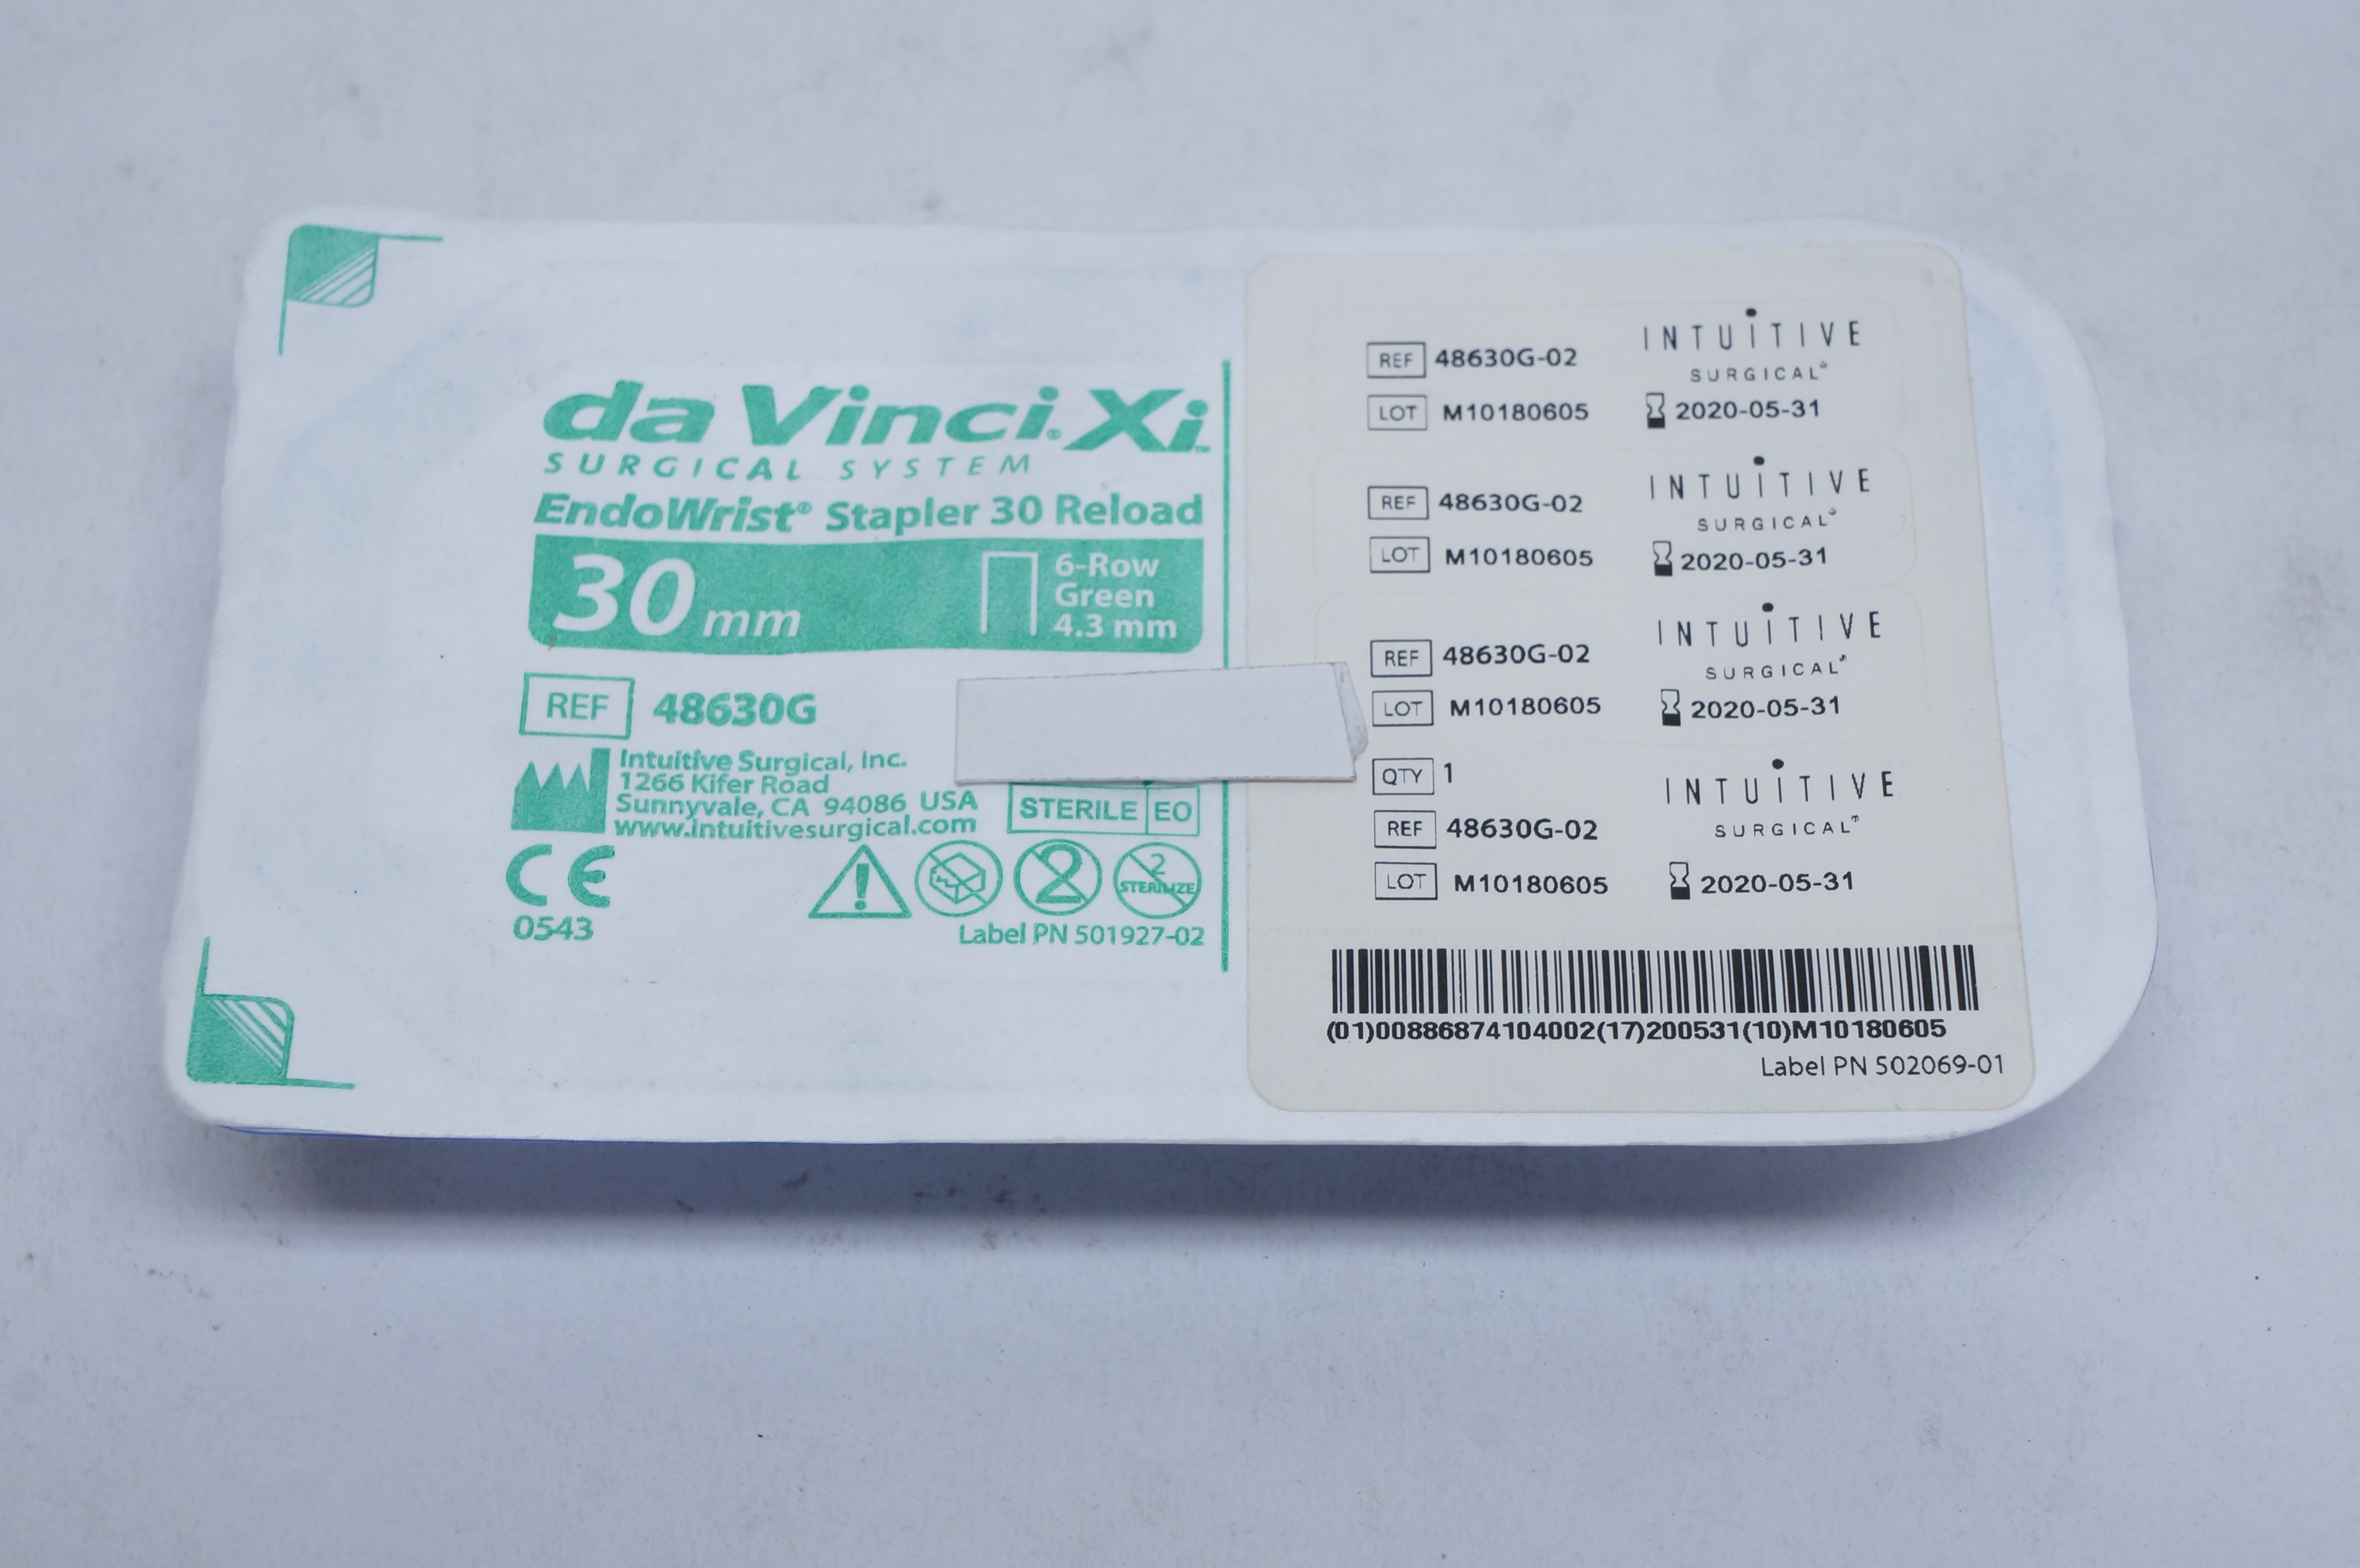 da Vinci® Xi™
SURGICAL SYSTEM
EndoWrist® Stapler 30 Reload
30 mm
6-Row
Green
4.3 mm
REF 48630G
Intuitive Surgical, Inc.
1266 Kifer Road
Sunnyvale, CA 94086 USA
www.intuitivesurgical.com
STERILE EO
CE
0543
2
2
STERILIZE
Label PN 501927-02
REF 48630G-02
LOT M10180605
INTUITIVE
SURGICAL®
2020-05-31
REF 48630G-02
LOT M10180605
INTUITIVE
SURGICAL®
2020-05-31
REF 48630G-02
LOT M10180605
INTUITIVE
SURGICAL®
2020-05-31
QTY 1
REF 48630G-02
LOT M10180605
INTUITIVE
SURGICAL®
2020-05-31
(01)00886874104002(17)200531(10)M10180605
Label PN 502069-01